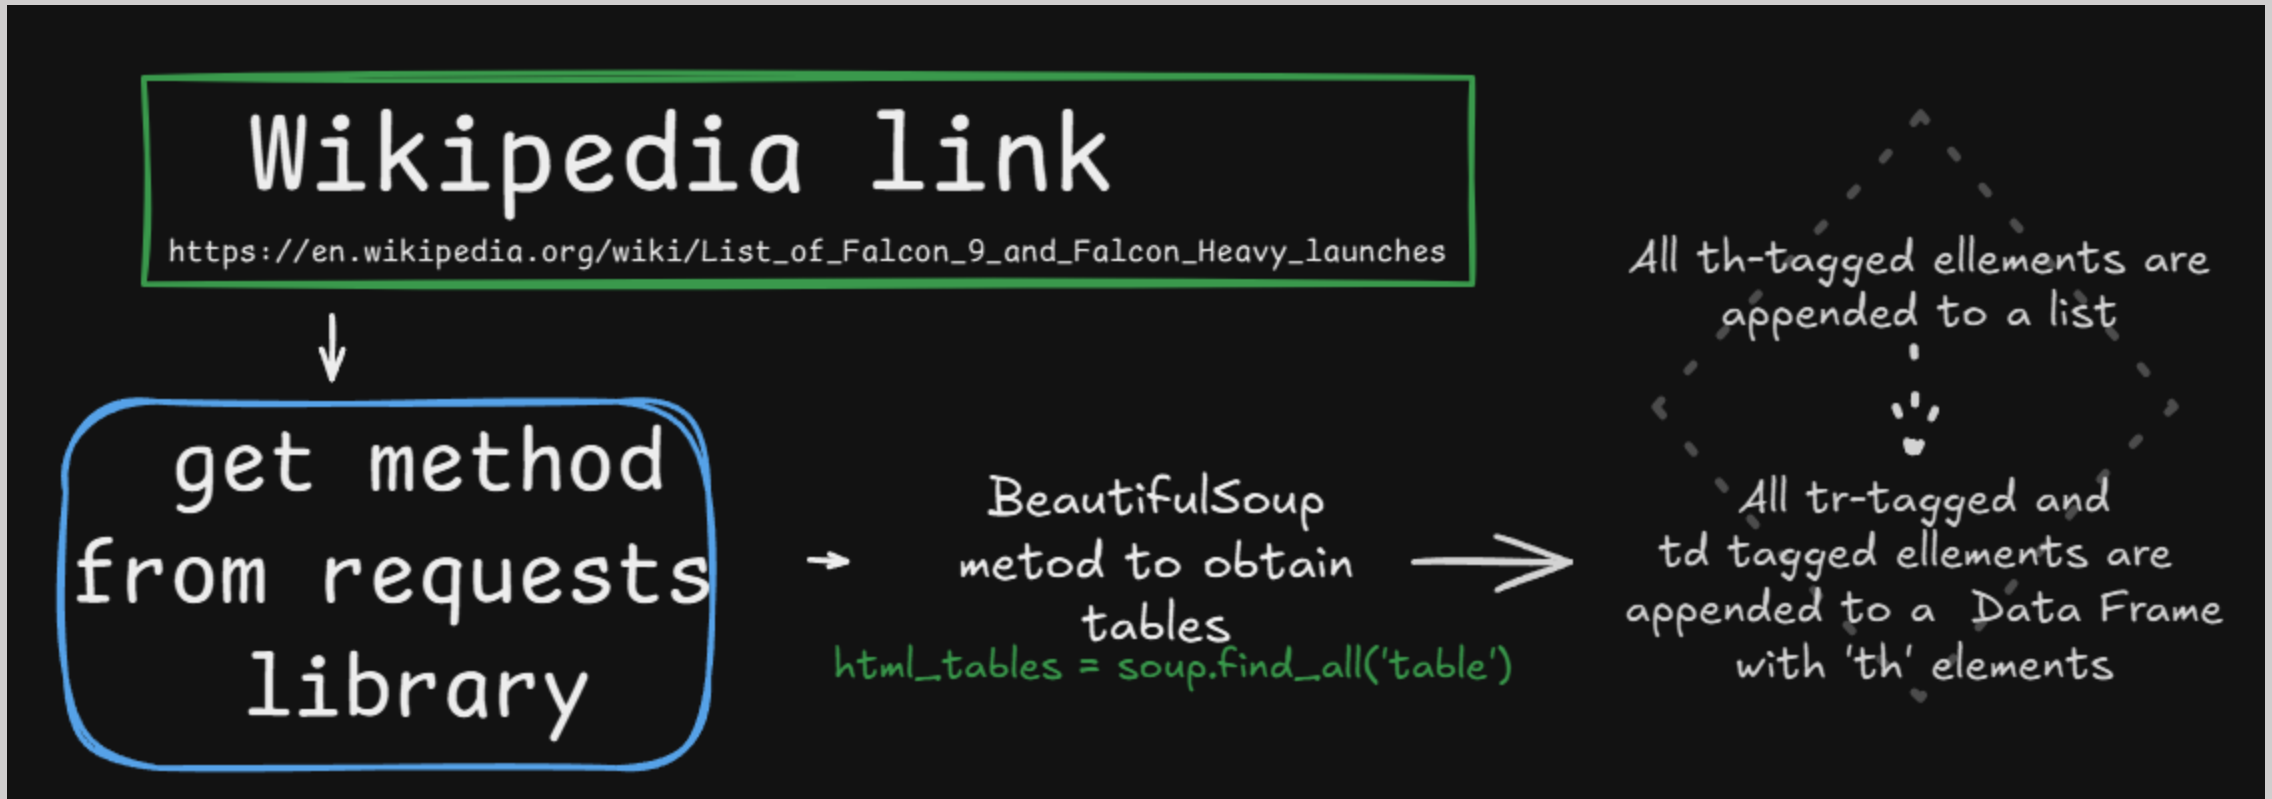 Wikipedia link
https://en.wikipedia.org/wiki/List_of_Falcon_9_and_Falcon_Heavy_launches
get method
from requests
library
BeautifulSoup
metod to obtain
tables
html_tables = soup.find_all('table')
All th-tagged ellements are
appended to a list
All tr-tagged and
td tagged ellements are
appended to a Data Frame
with 'th' elements